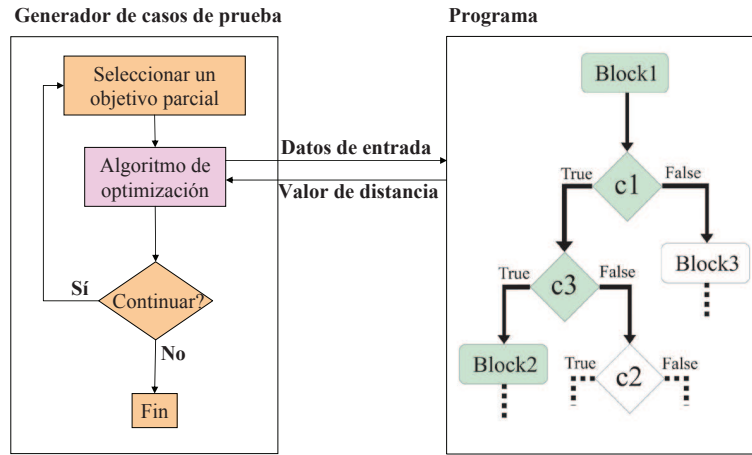 Generador de casos de prueba
Programa
Seleccionar un
objetivo parcial
Algoritmo de
optimización
Datos de entrada
Valor de distancia
Continuar?
Sí
No
Fin
Block1
True
False
c1
Block3
True
False
c3
Block2
True
False
c2